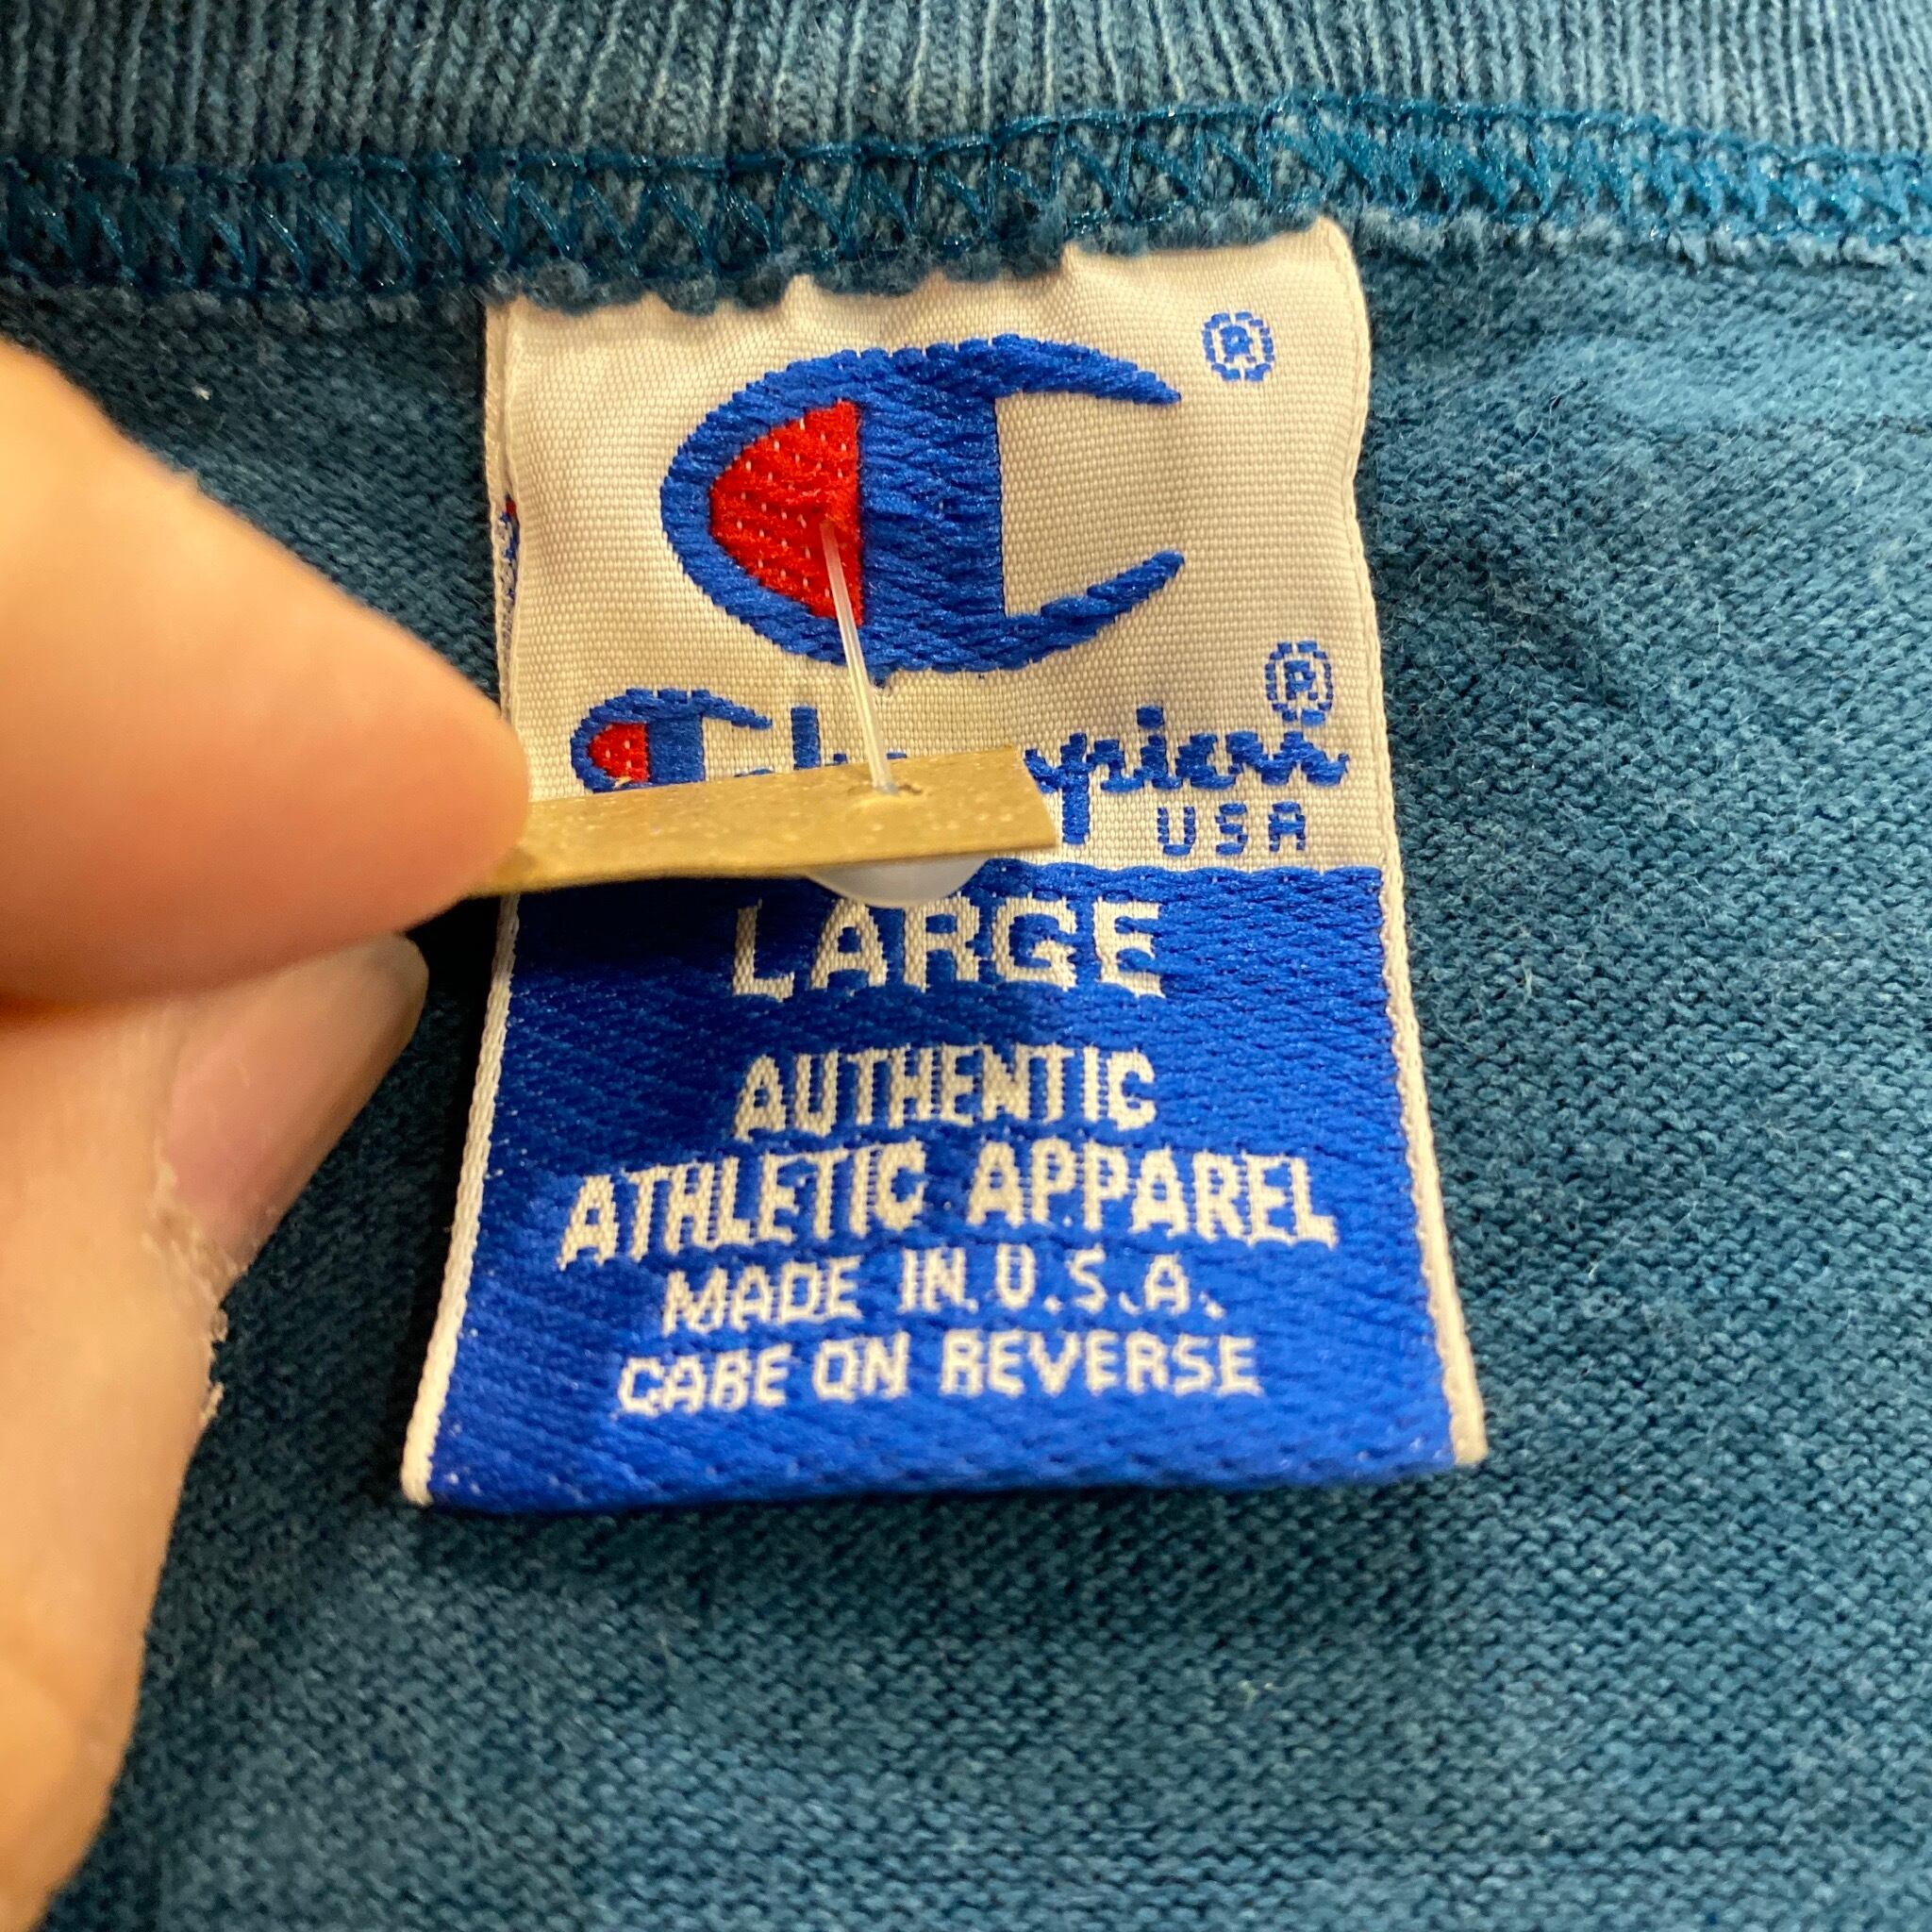 ®
Champion®
USA
LARGE
AUTHENTIC
ATHLETIC APPAREL
MADE IN U.S.A.
CARE ON REVERSE